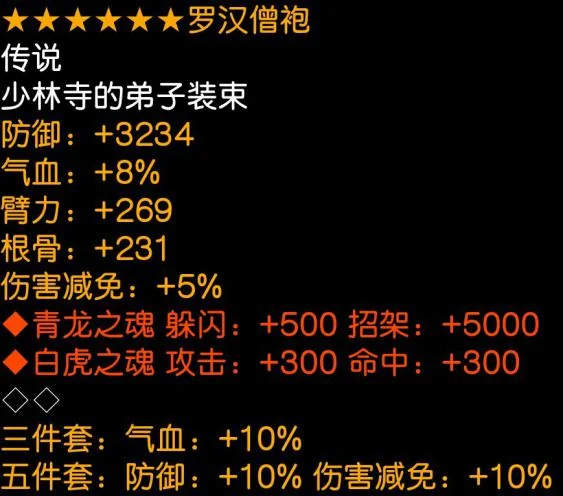 ★★★★★★罗汉僧袍
传说
少林寺的弟子装束
防御：+3234
气血：+8%
臂力：+269
根骨：+231
伤害减免：+5%
◆青龙之魂 躲闪：+500 招架：+5000
◆白虎之魂 攻击：+300 命中：+300
◇◇
三件套：气血：+10%
五件套：防御：+10% 伤害减免：+10%